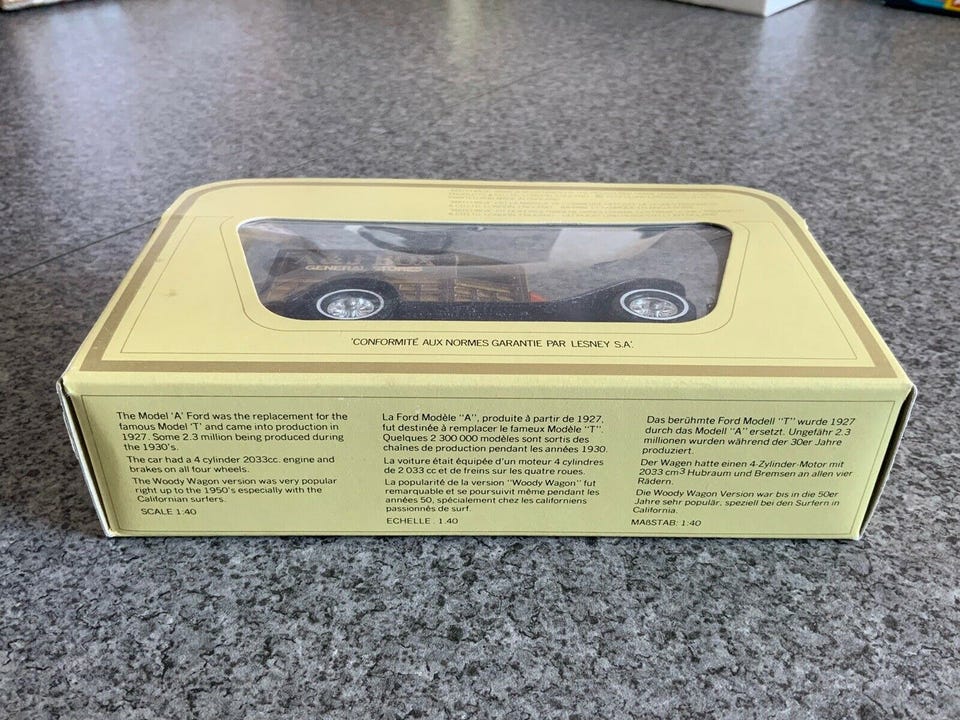 GENERAL STORES
'CONFORMITÉ AUX NORMES GARANTIE PAR LESNEY S.A'.
The Model 'A' Ford was the replacement for the
famous Model 'T' and came into production in
1927. Some 2.3 million being produced during
the 1930's.
The car had a 4 cylinder 2033cc. engine and
brakes on all four wheels.
The Woody Wagon version was very popular
right up to the 1950's especially with the
Californian surfers.
SCALE 1:40
La Ford Modèle "A", produite à partir de 1927,
fut destinée à remplacer le fameux Modèle "T".
Quelques 2 300 000 modèles sont sortis des
chaînes de production pendant les années 1930.
La voiture était équipée d'un moteur 4 cylindres
de 2 033 cc et de freins sur les quatre roues.
La popularité de la version "Woody Wagon" fut
remarquable et se poursuivit même pendant les
années 50, spécialement chez les californiens
passionnés de surf.
ECHELLE . 1:40
Das berühmte Ford Modell "T" wurde 1927
durch das Modell "A" ersetzt. Ungefähr 2.3
millionen wurden während der 30er Jahre
produziert.
Der Wagen hatte einen 4-Zylinder-Motor mit
2033 cm³ Hubraum und Bremsen an allen vier
Rädern.
Die Woody Wagon Version war bis in die 50er
Jahre sehr populär, speziell bei den Surfern in
California.
MAßSTAB: 1:40